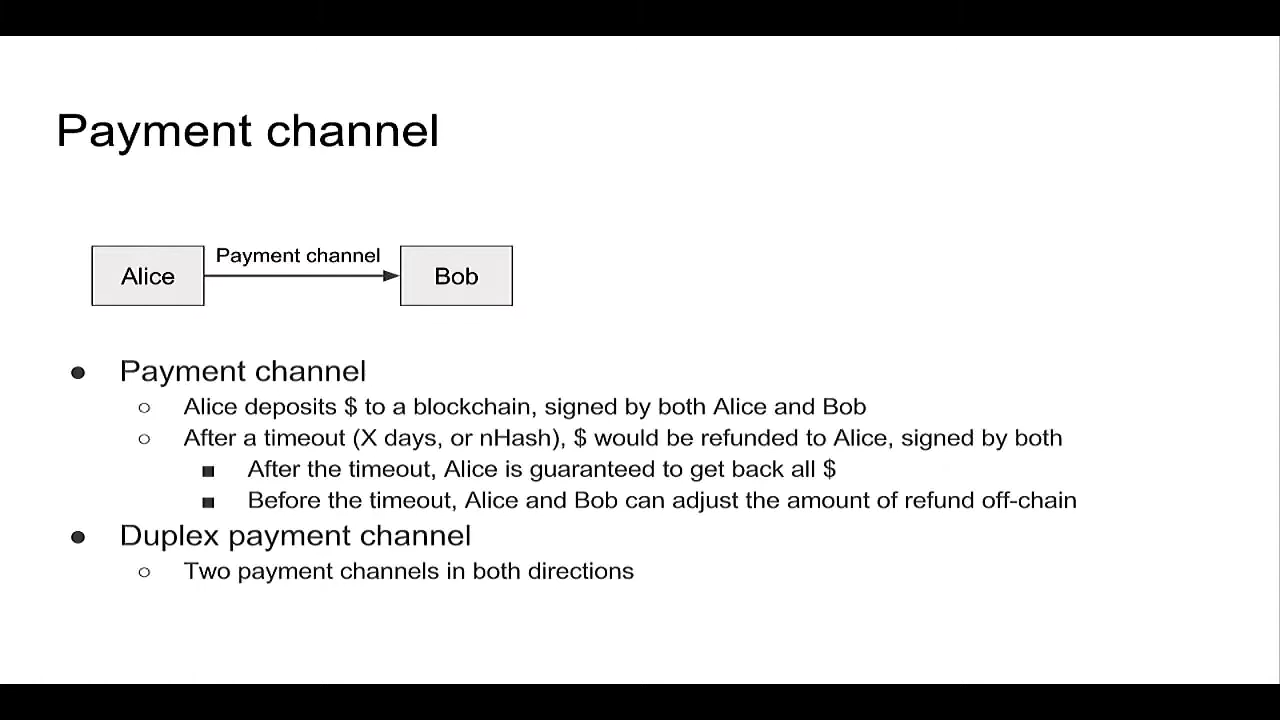 Payment channel
Payment channel
Alice
Bob
● Payment channel
○ Alice deposits $ to a blockchain, signed by both Alice and Bob
○ After a timeout (X days, or nHash), $ would be refunded to Alice, signed by both
■ After the timeout, Alice is guaranteed to get back all $
■ Before the timeout, Alice and Bob can adjust the amount of refund off-chain
● Duplex payment channel
○ Two payment channels in both directions